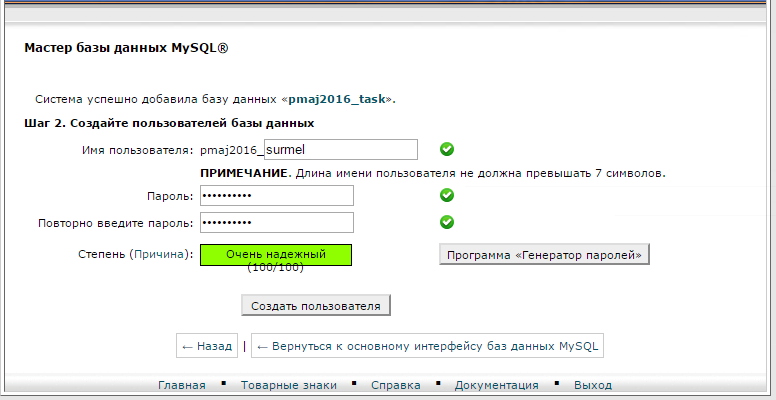 Мастер базы данных MySQL®
Система успешно добавила базу данных «pmaj2016_task».
Шаг 2. Создайте пользователей базы данных
Имя пользователя: pmaj2016_surmel
ПРИМЕЧАНИЕ. Длина имени пользователя не должна превышать 7 символов.
Пароль: ••••••••••
Повторно введите пароль: ••••••••••
Степень (Причина): Очень надежный (100/100) Программа «Генератор паролей»
Создать пользователя
← Назад | ← Вернуться к основному интерфейсу баз данных MySQL
Главная ▪ Товарные знаки ▪ Справка ▪ Документация ▪ Выход